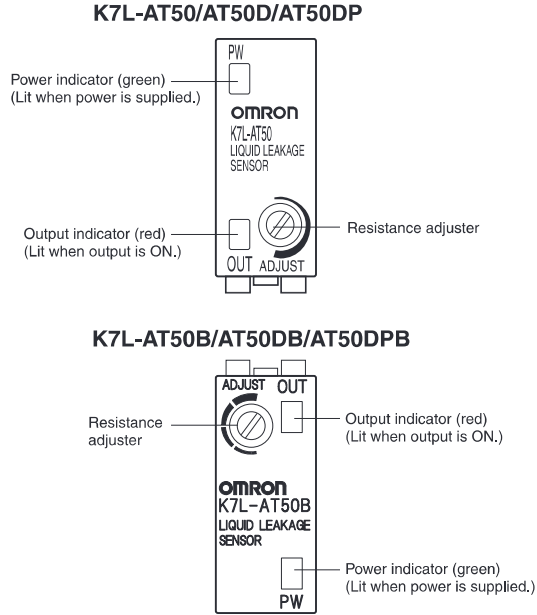 K7L-AT50/AT50D/AT50DP
PW
Power indicator (green)
(Lit when power is supplied.)
OMRON
K7L-AT50
LIQUID LEAKAGE
SENSOR
Output indicator (red)
(Lit when output is ON.)
Resistance adjuster
OUT ADJUST
K7L-AT50B/AT50DB/AT50DPB
ADJUST OUT
Resistance
adjuster
Output indicator (red)
(Lit when output is ON.)
OMRON
K7L-AT50B
LIQUID LEAKAGE
SENSOR
Power indicator (green)
(Lit when power is supplied.)
PW